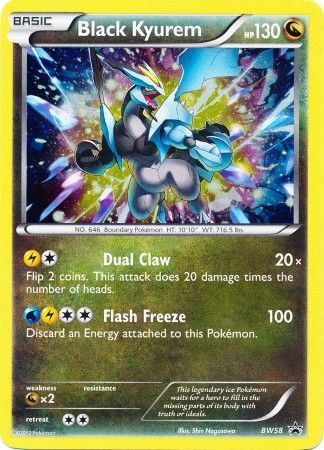 BASIC
Black Kyurem HP130
NO. 646 Boundary Pokémon HT: 10'10" WT: 716.5 lbs.
Dual Claw 20×
Flip 2 coins. This attack does 20 damage times the
number of heads.
Flash Freeze 100
Discard an Energy attached to this Pokémon.
weakness resistance
×2
retreat
This legendary ice Pokémon
waits for a hero to fill in the
missing parts of its body with
truth or ideals.
©2012 Pokémon Illus. Shin Nagasawa BW58
PROMO